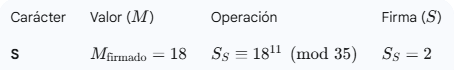 Carácter Valor (M) Operación Firma (S)
S M_firmado = 18 S_S ≡ 18^11 (mod 35) S_S = 2